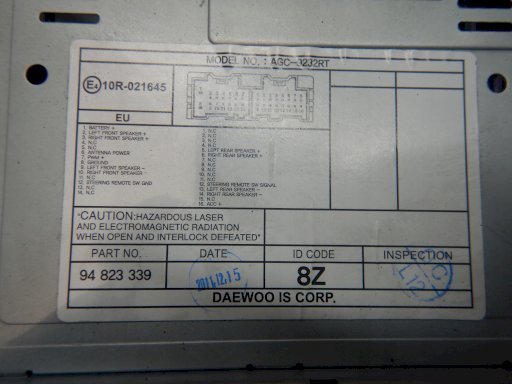 MODEL NO. : AGC-9232RT
E4 10R-021645
EU
1. BATTERY +
2. LEFT FRONT SPEAKER +
3. RIGHT FRONT SPEAKER +
4. N.C
5. N.C
6. ANTENNA POWER
7. PWM +
8. GROUND
9. LEFT FRONT SPEAKER -
10. RIGHT FRONT SPEAKER -
11. N.C
12. STEERING REMOTE SW GND
13. N.C
14. N.C
1. N.C
2. N.C
3. N.C
4. N.C
5. LEFT REAR SPEAKER +
6. RIGHT REAR SPEAKER +
7. N.C
8. N.C
9. N.C
10. N.C
11. N.C
12. STEERING REMOTE SW SIGNAL
13. LEFT REAR SPEAKER -
14. RIGHT REAR SPEAKER -
15. N.C
16. ACC +
"CAUTION:HAZARDOUS LASER
AND ELECTROMAGNETIC RADIATION
WHEN OPEN AND INTERLOCK DEFEATED"
PART NO. DATE ID CODE INSPECTION
94 823 339 2011.12.15 8Z
DAEWOO IS CORP.